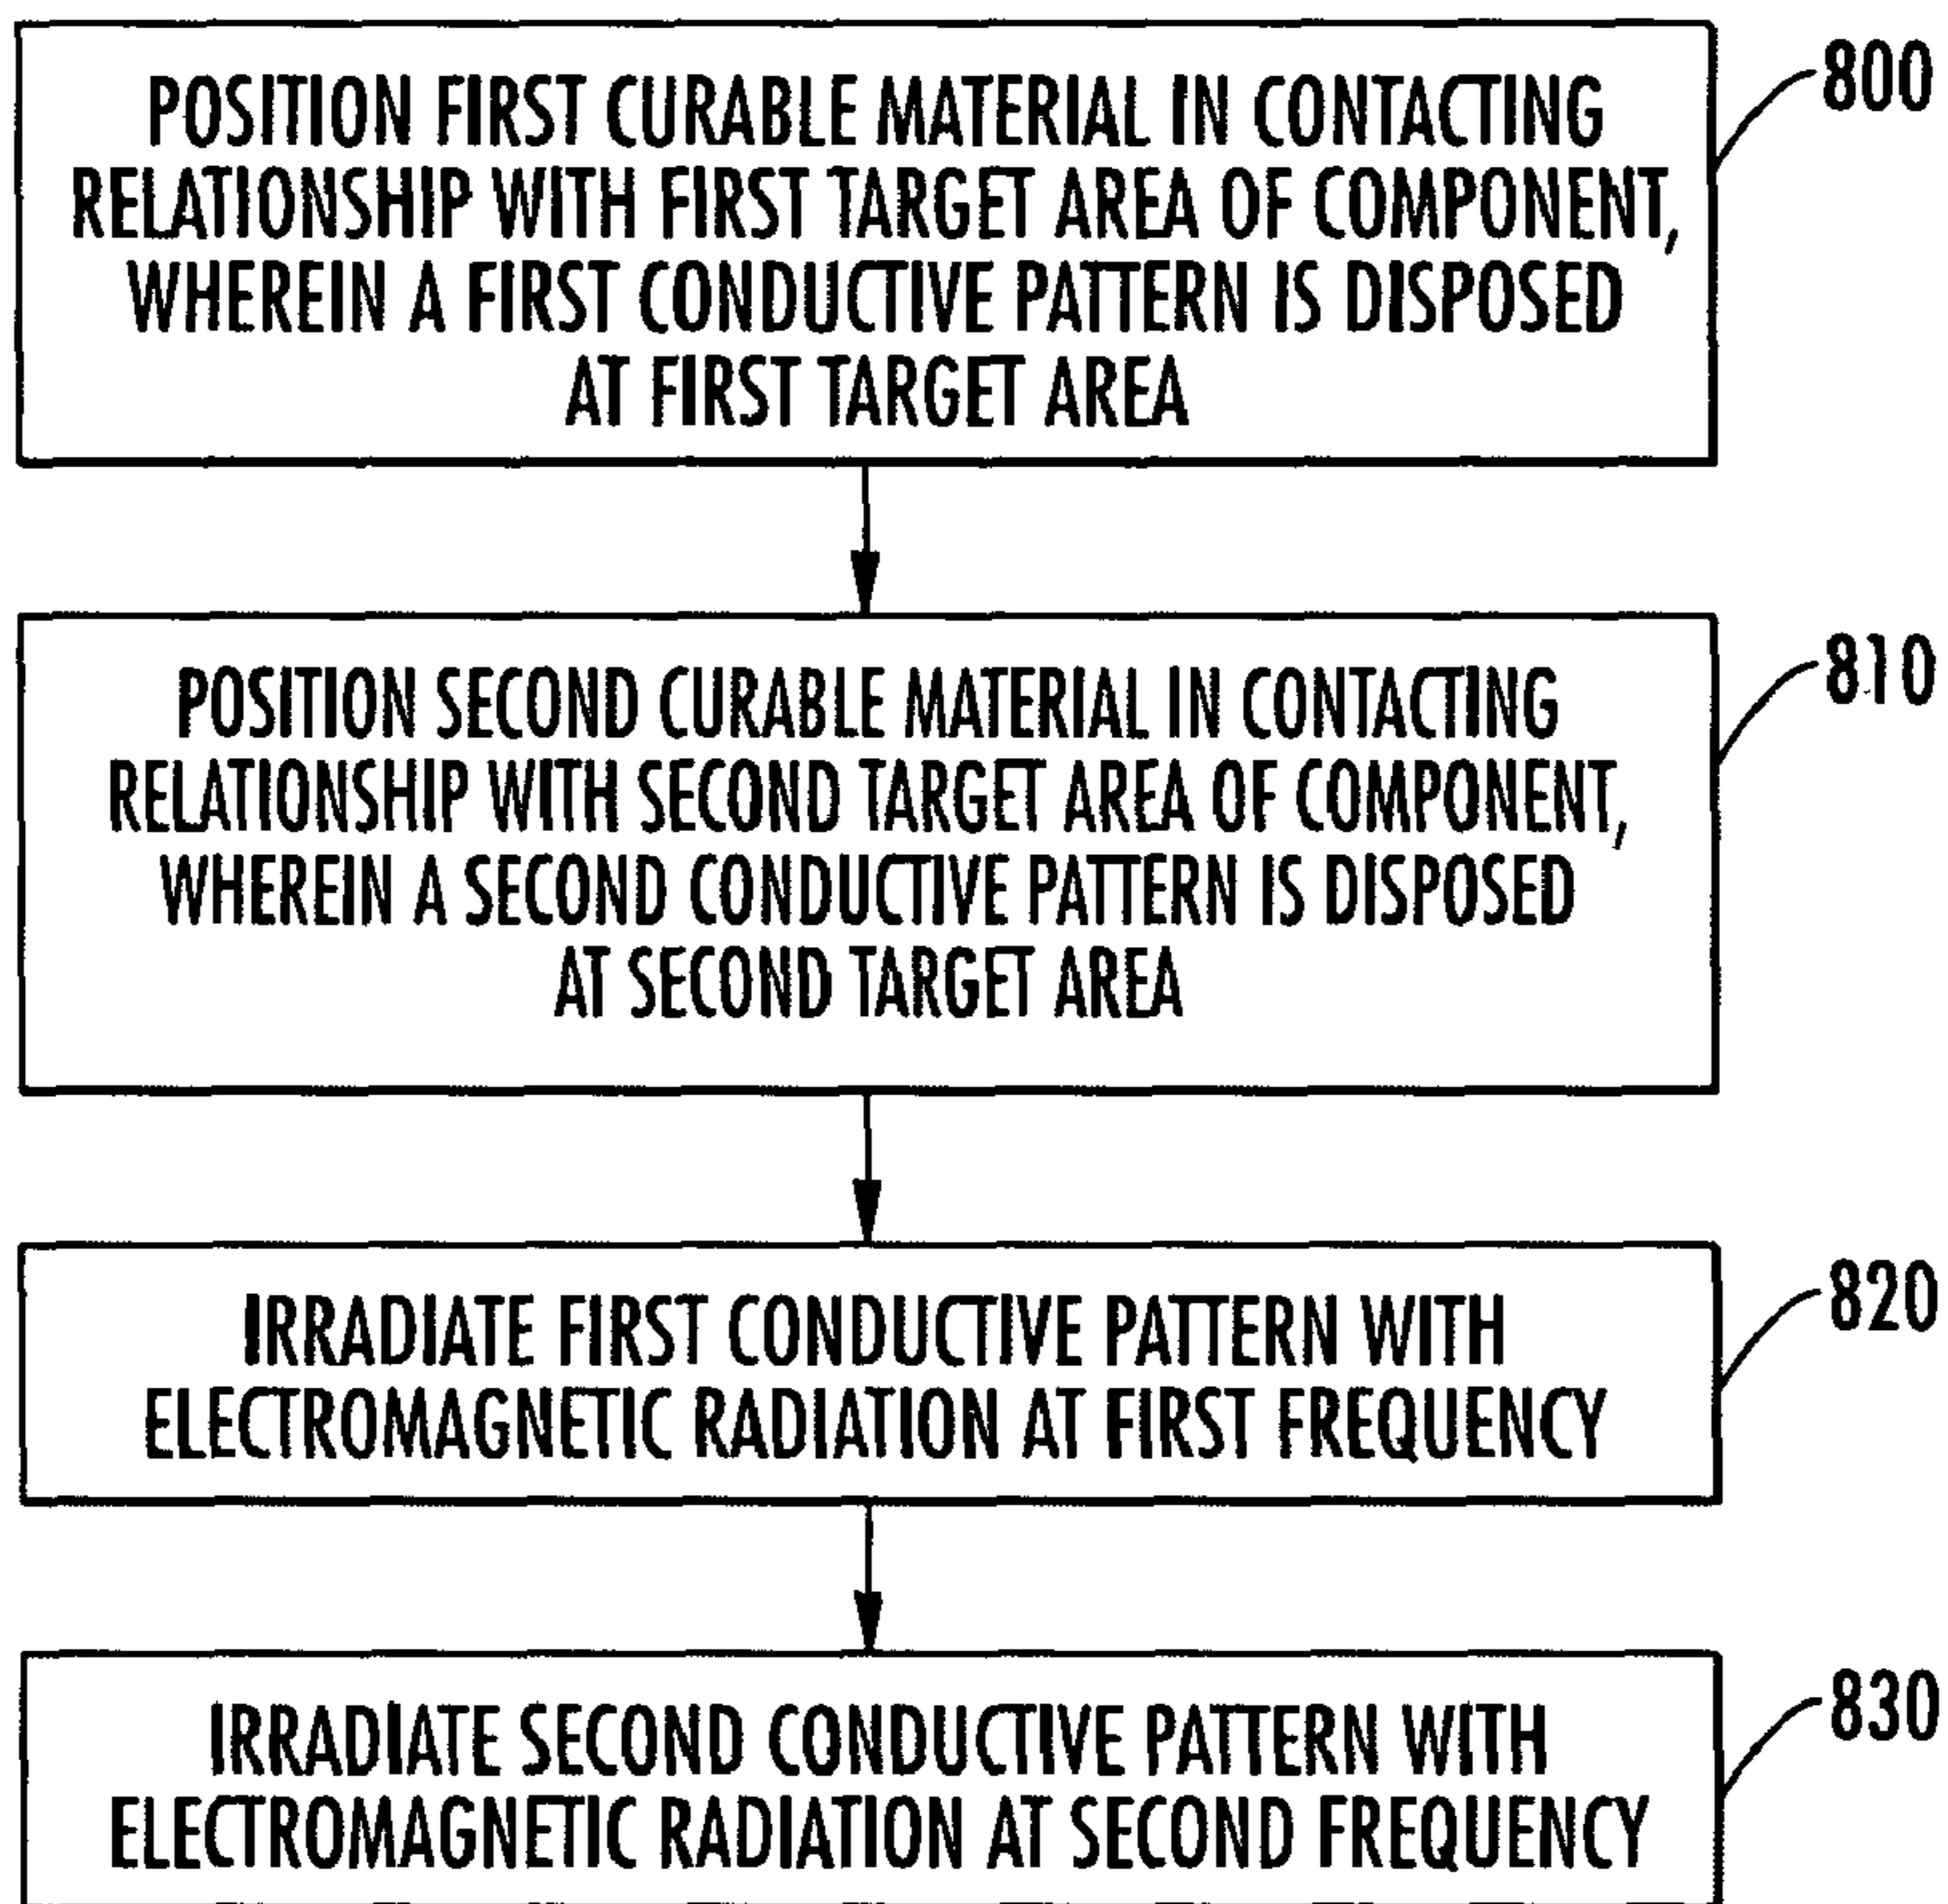 POSITION FIRST CURABLE MATERIAL IN CONTACTING
RELATIONSHIP WITH FIRST TARGET AREA OF COMPONENT,
WHEREIN A FIRST CONDUCTIVE PATTERN IS DISPOSED
AT FIRST TARGET AREA
800
POSITION SECOND CURABLE MATERIAL IN CONTACTING
RELATIONSHIP WITH SECOND TARGET AREA OF COMPONENT,
WHEREIN A SECOND CONDUCTIVE PATTERN IS DISPOSED
AT SECOND TARGET AREA
810
IRRADIATE FIRST CONDUCTIVE PATTERN WITH
ELECTROMAGNETIC RADIATION AT FIRST FREQUENCY
820
IRRADIATE SECOND CONDUCTIVE PATTERN WITH
ELECTROMAGNETIC RADIATION AT SECOND FREQUENCY
830